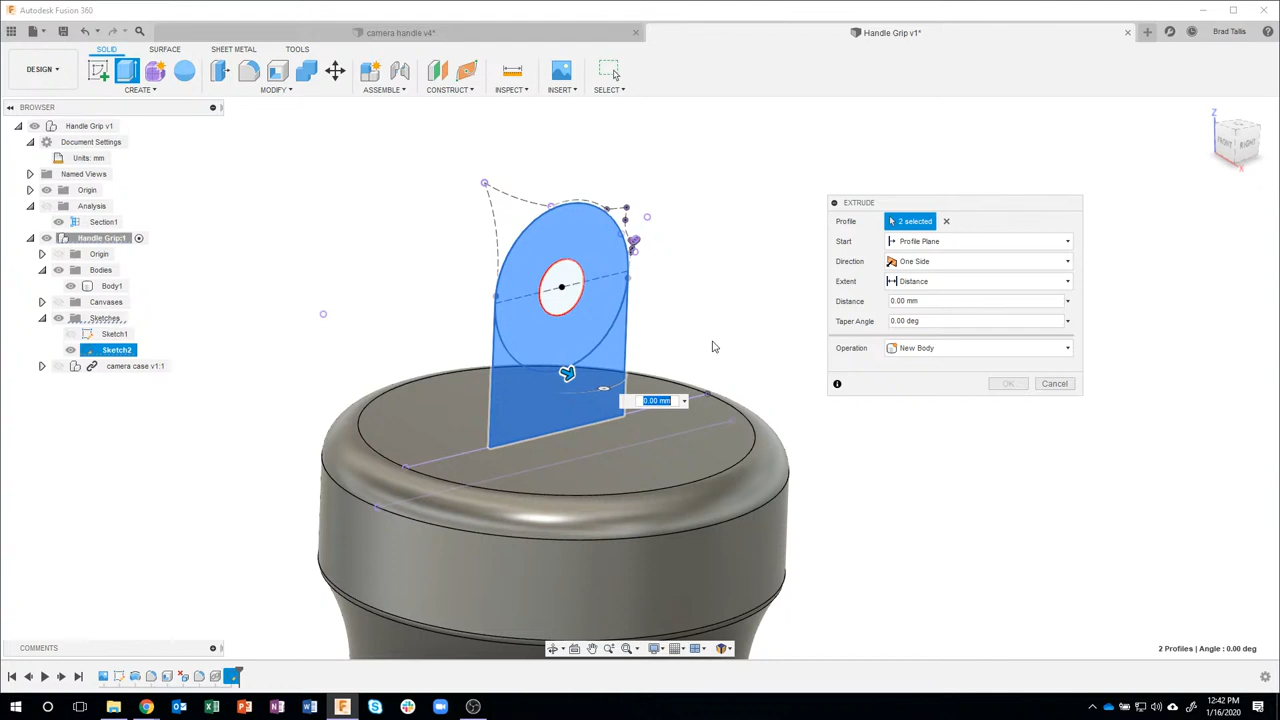 Autodesk Fusion 360
camera handle v4*
Handle Grip v1*
Brad Tallis
SOLID
SURFACE
SHEET METAL
TOOLS
DESIGN
CREATE
MODIFY
ASSEMBLE
CONSTRUCT
INSPECT
INSERT
SELECT
BROWSER
Handle Grip v1
Document Settings
Units: mm
Named Views
Origin
Analysis
Section1
Handle Grip:1
Origin
Bodies
Body1
Canvases
Sketches
Sketch1
Sketch2
camera case v1:1
Z
FRONT
RIGHT
X
EXTRUDE
Profile
2 selected
Start
Profile Plane
Direction
One Side
Extent
Distance
Distance
0.00 mm
Taper Angle
0.00 deg
Operation
New Body
OK
Cancel
0.00 mm
COMMENTS
2 Profiles | Angle : 0.00 deg
12:42 PM
1/16/2020